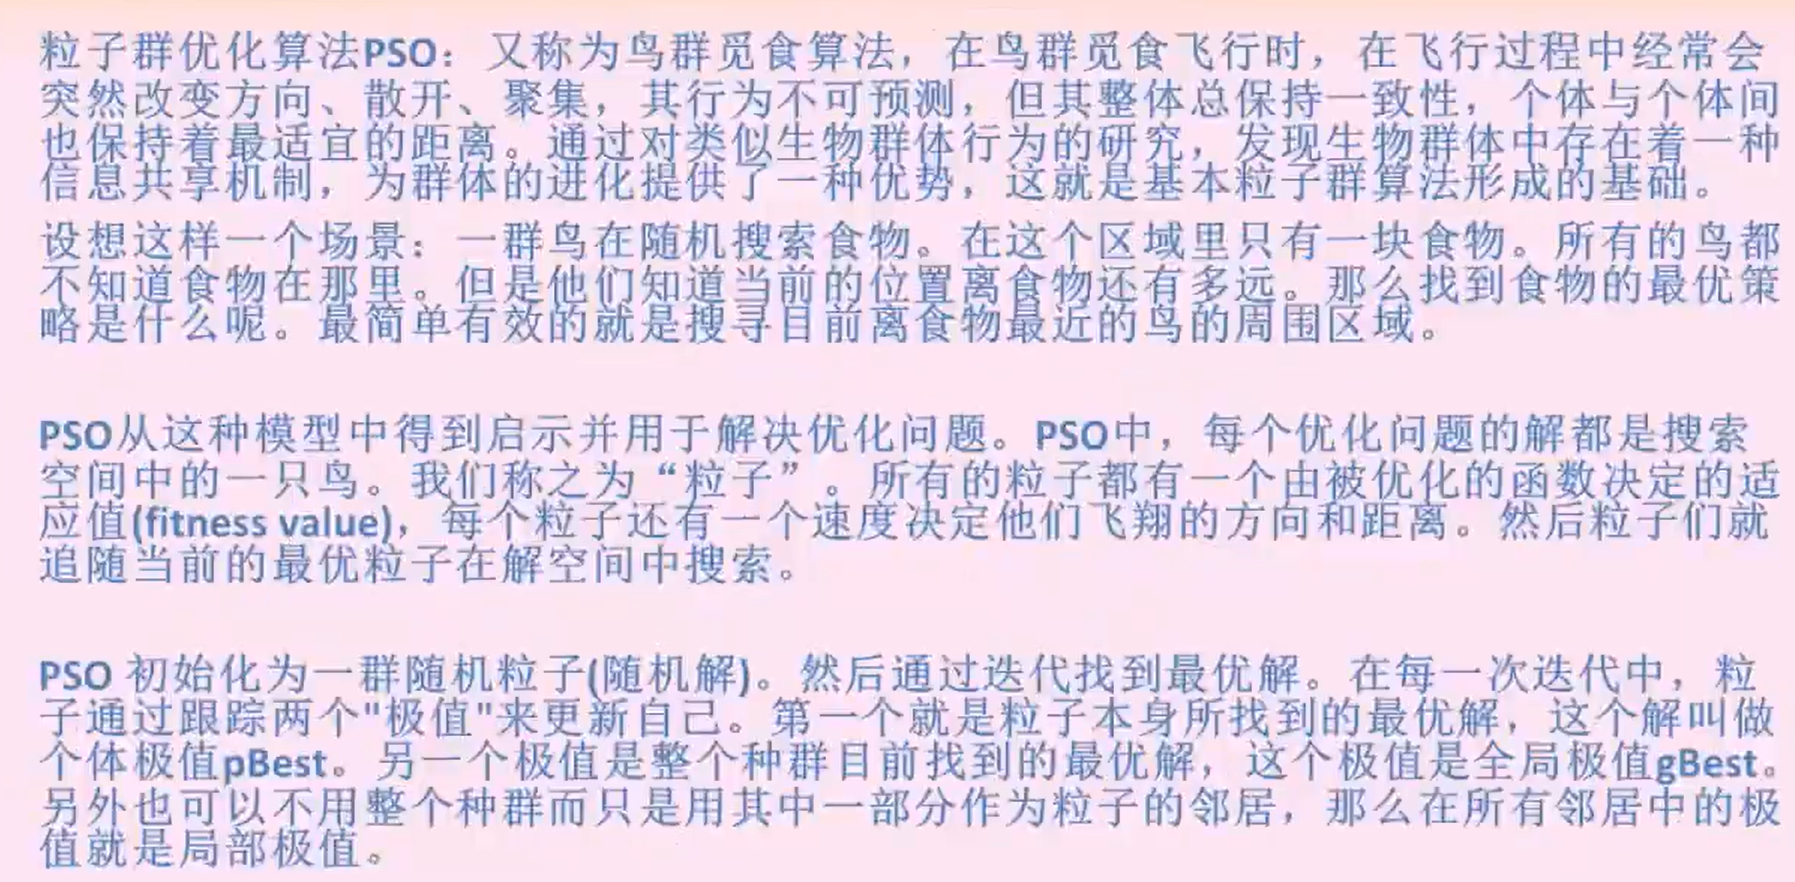 粒子群优化算法PSO：又称为鸟群觅食算法，在鸟群觅食飞行时，在飞行过程中经常会
突然改变方向、散开、聚集，其行为不可预测，但其整体总保持一致性，个体与个体间
也保持着最适宜的距离。通过对类似生物群体行为的研究，发现生物群体中存在着一种
信息共享机制，为群体的进化提供了一种优势，这就是基本粒子群算法形成的基础。
设想这样一个场景：一群鸟在随机搜索食物。在这个区域里只有一块食物。所有的鸟都
不知道食物在那里。但是他们知道当前的位置离食物还有多远。那么找到食物的最优策
略是什么呢。最简单有效的就是搜寻目前离食物最近的鸟的周围区域。
PSO从这种模型中得到启示并用于解决优化问题。PSO中，每个优化问题的解都是搜索
空间中的一只鸟。我们称之为“粒子”。所有的粒子都有一个由被优化的函数决定的适
应值(fitness value)，每个粒子还有一个速度决定他们飞翔的方向和距离。然后粒子们就
追随当前的最优粒子在解空间中搜索。
PSO 初始化为一群随机粒子(随机解)。然后通过迭代找到最优解。在每一次迭代中，粒
子通过跟踪两个"极值"来更新自己。第一个就是粒子本身所找到的最优解，这个解叫做
个体极值pBest。另一个极值是整个种群目前找到的最优解，这个极值是全局极值gBest。
另外也可以不用整个种群而只是用其中一部分作为粒子的邻居，那么在所有邻居中的极
值就是局部极值。